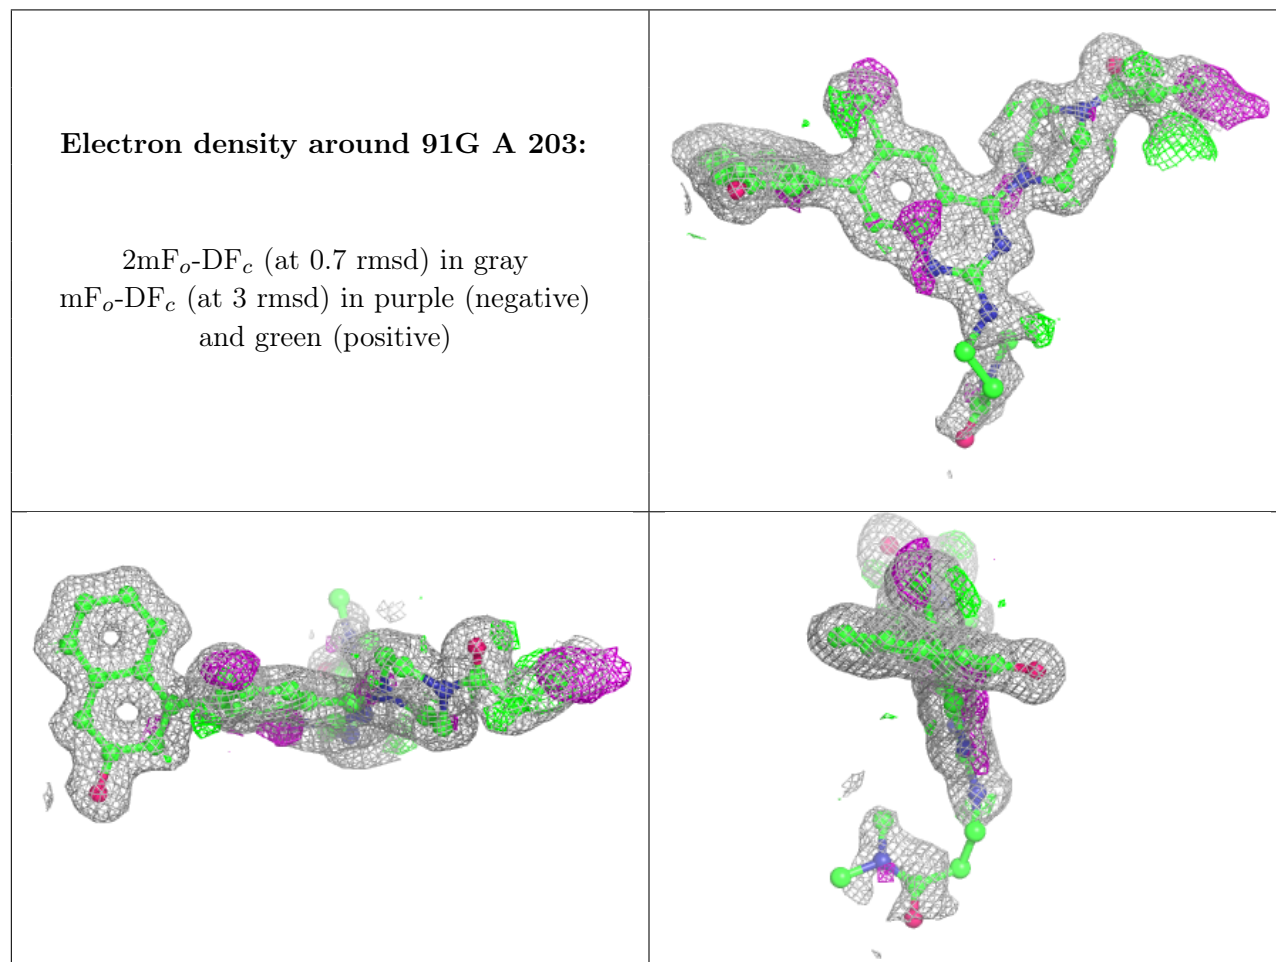 Electron density around 91G A 203:
2mFₒ-DF𝒸 (at 0.7 rmsd) in gray
mFₒ-DF𝒸 (at 3 rmsd) in purple (negative)
and green (positive)